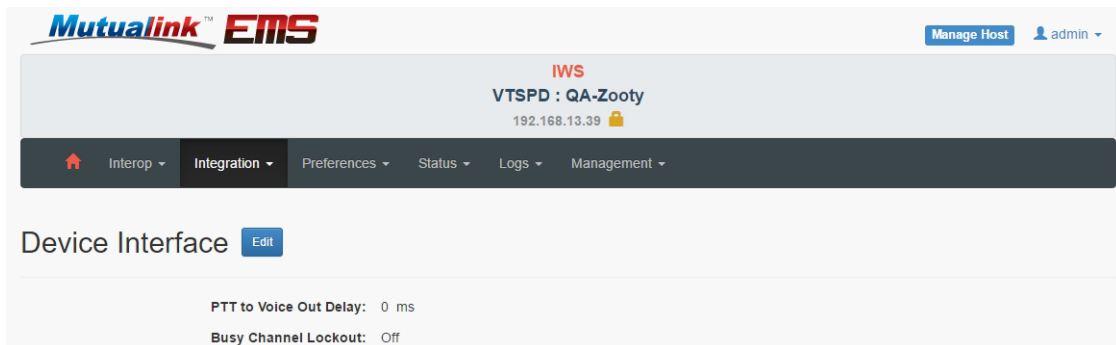 Mutualink™ EMS
Manage Host admin
IWS
VTSPD : QA-Zooty
192.168.13.39
Interop Integration Preferences Status Logs Management
Device Interface Edit
PTT to Voice Out Delay: 0 ms
Busy Channel Lockout: Off